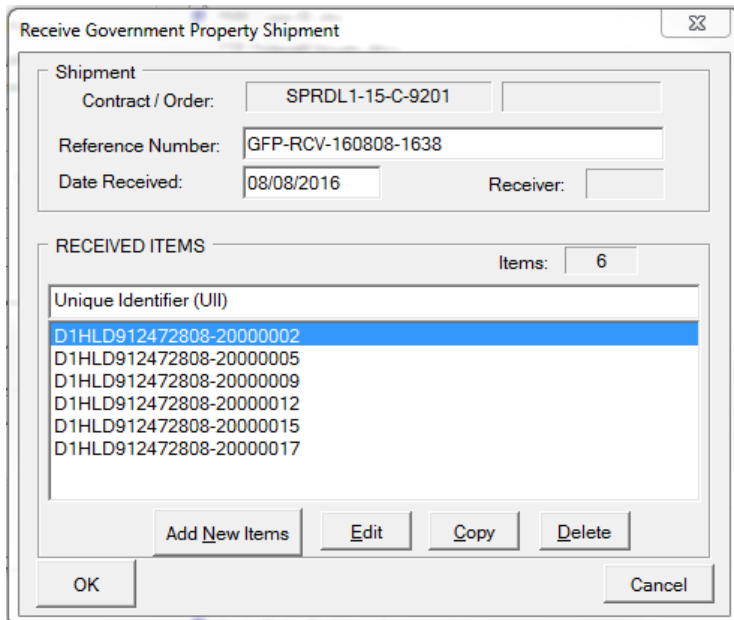 Receive Government Property Shipment
Shipment
Contract / Order: SPRDL1-15-C-9201
Reference Number: GFP-RCV-160808-1638
Date Received: 08/08/2016 Receiver:
RECEIVED ITEMS
Items: 6
Unique Identifier (UII)
D1HLD912472808-20000002
D1HLD912472808-20000005
D1HLD912472808-20000009
D1HLD912472808-20000012
D1HLD912472808-20000015
D1HLD912472808-20000017
Add New Items Edit Copy Delete
OK Cancel